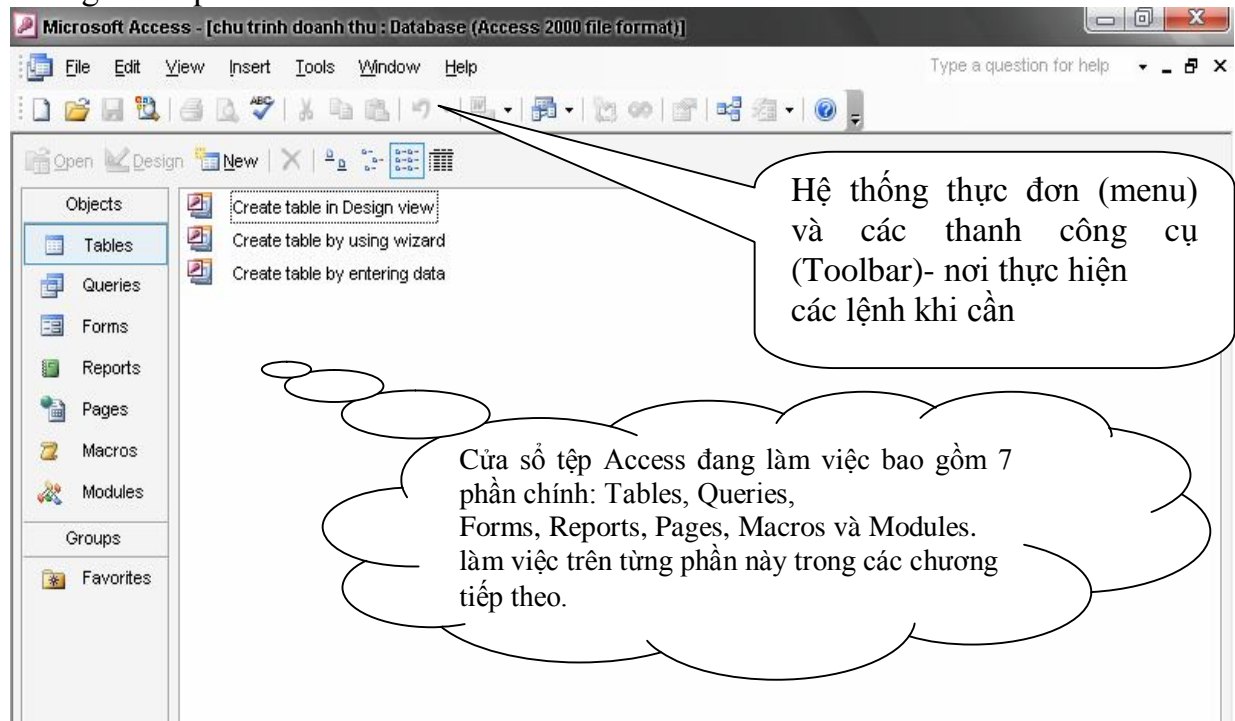 Microsoft Access - [chu trinh doanh thu : Database (Access 2000 file format)]
File Edit View Insert Tools Window Help
Type a question for help
Open Design New
Objects
Tables
Queries
Forms
Reports
Pages
Macros
Modules
Groups
Favorites
Create table in Design view
Create table by using wizard
Create table by entering data
Hệ thống thực đơn (menu)
và các thanh công cụ
(Toolbar)- nơi thực hiện
các lệnh khi cần
Cửa sổ tệp Access đang làm việc bao gồm 7
phần chính: Tables, Queries,
Forms, Reports, Pages, Macros và Modules.
làm việc trên từng phần này trong các chương
tiếp theo.